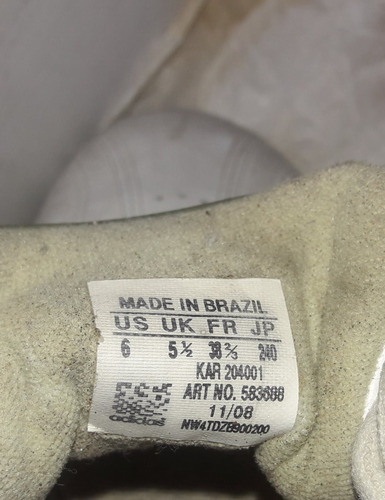 MADE IN BRAZIL
US UK FR JP
6 5½ 38⅔ 240
KAR 204001
ART NO. 583688
11/08
adidas NW4TDZB900200